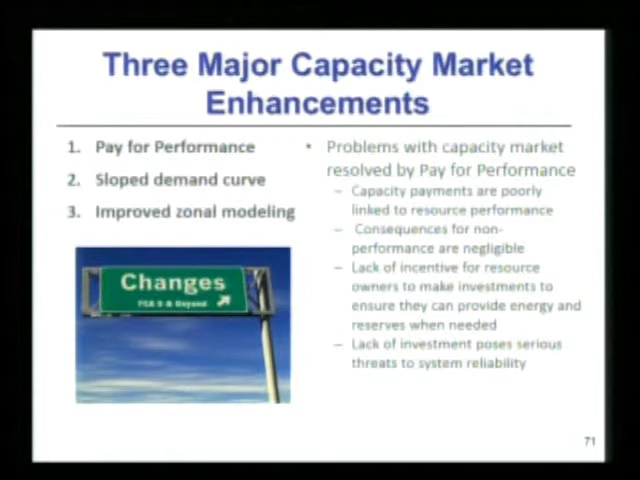 Three Major Capacity Market
Enhancements
1. Pay for Performance
2. Sloped demand curve
3. Improved zonal modeling
• Problems with capacity market
resolved by Pay for Performance
– Capacity payments are poorly
linked to resource performance
– Consequences for non-
performance are negligible
– Lack of incentive for resource
owners to make investments to
ensure they can provide energy and
reserves when needed
– Lack of investment poses serious
threats to system reliability
Changes
FCA 9 & Beyond
71